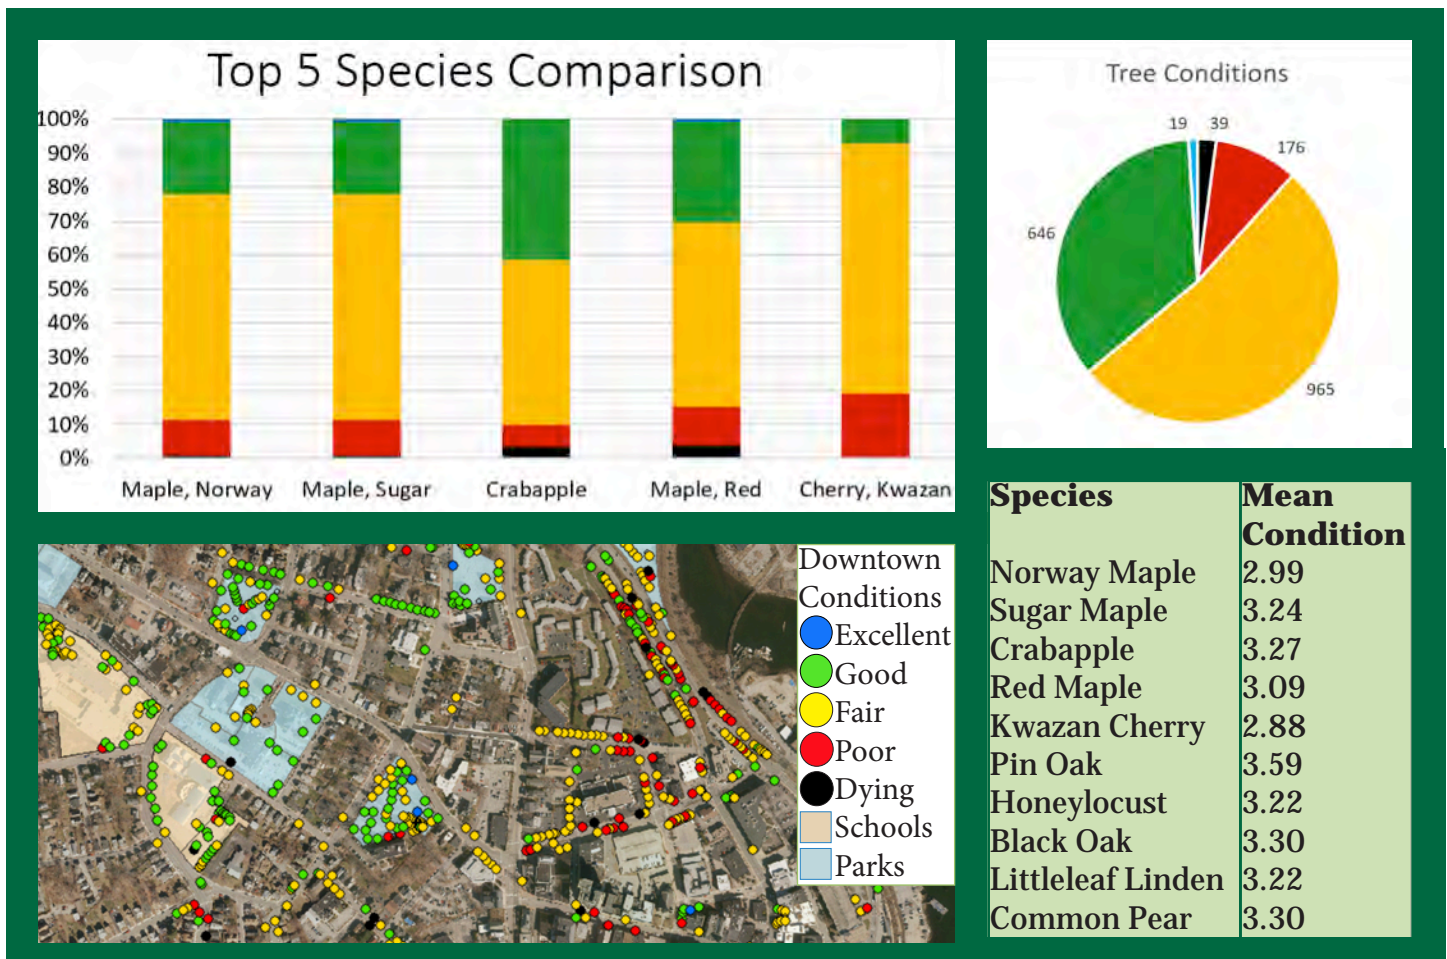 Top 5 Species Comparison
100%
90%
80%
70%
60%
50%
40%
30%
20%
10%
0%
Maple, Norway
Maple, Sugar
Crabapple
Maple, Red
Cherry, Kwazan
Tree Conditions
19
39
176
646
965
Downtown
Conditions
Excellent
Good
Fair
Poor
Dying
Schools
Parks
Species Mean
Condition
Norway Maple 2.99
Sugar Maple 3.24
Crabapple 3.27
Red Maple 3.09
Kwazan Cherry 2.88
Pin Oak 3.59
Honeylocust 3.22
Black Oak 3.30
Littleleaf Linden 3.22
Common Pear 3.30